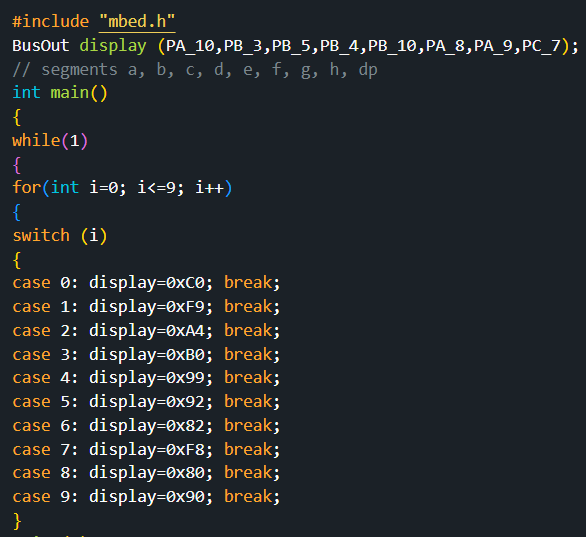 #include "mbed.h"
BusOut display (PA_10,PB_3,PB_5,PB_4,PB_10,PA_8,PA_9,PC_7);
// segments a, b, c, d, e, f, g, h, dp
int main()
{
while(1)
{
for(int i=0; i<=9; i++)
{
switch (i)
{
case 0: display=0xC0; break;
case 1: display=0xF9; break;
case 2: display=0xA4; break;
case 3: display=0xB0; break;
case 4: display=0x99; break;
case 5: display=0x92; break;
case 6: display=0x82; break;
case 7: display=0xF8; break;
case 8: display=0x80; break;
case 9: display=0x90; break;
}